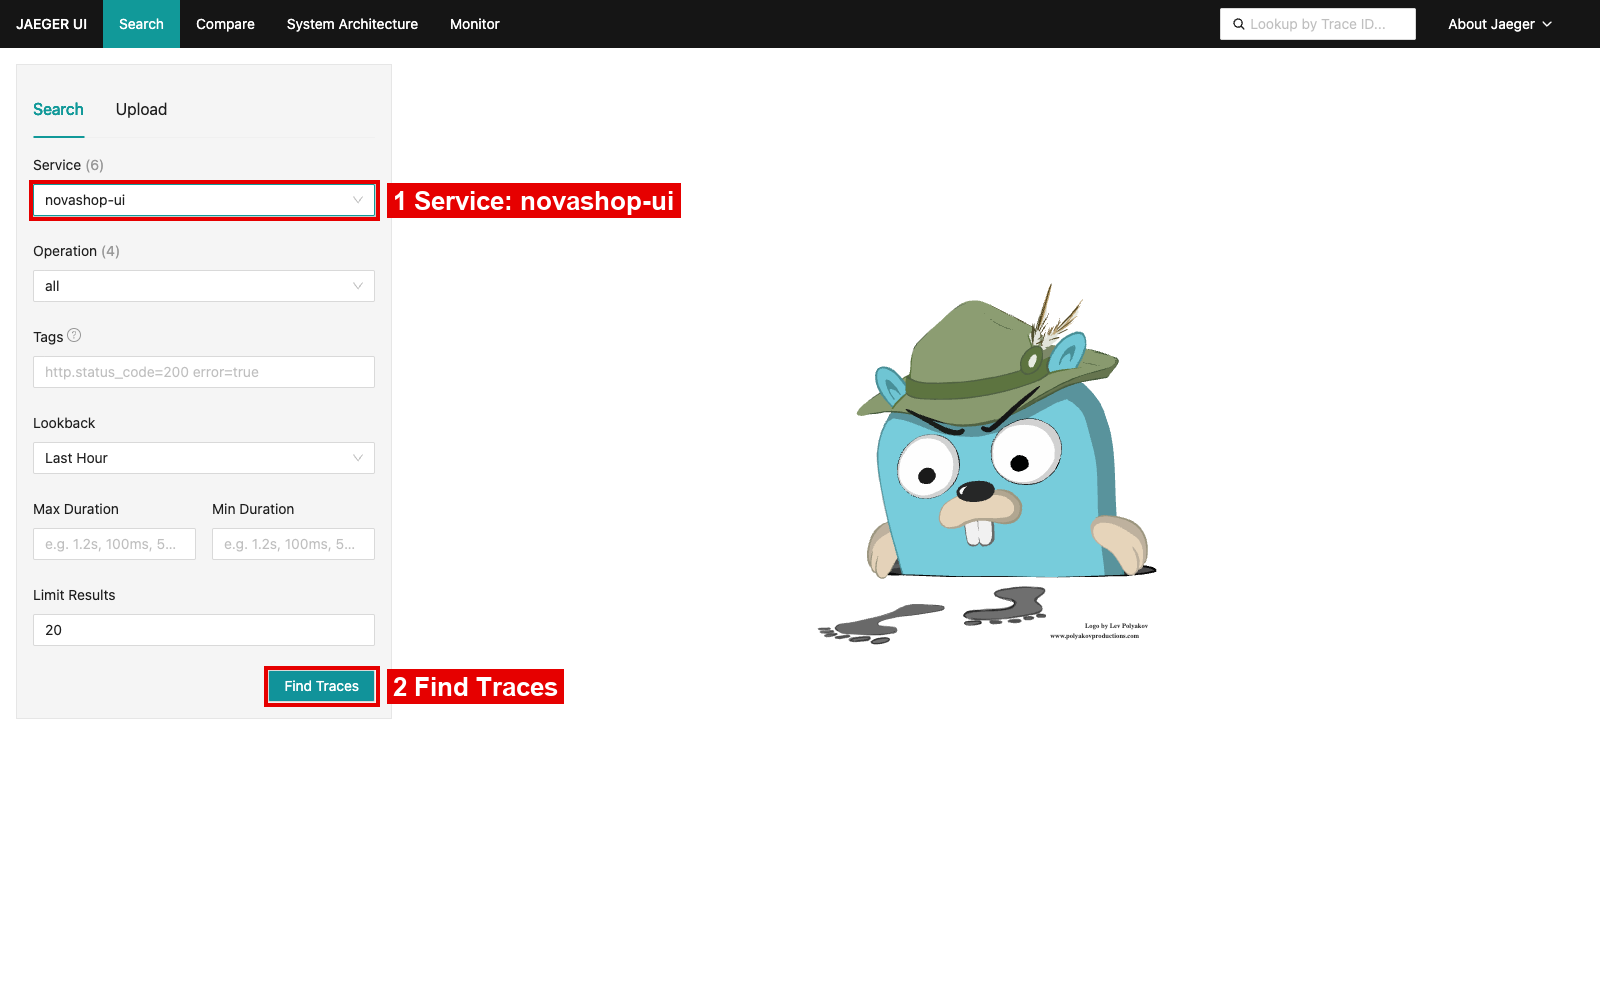 JAEGER UI Search Compare System Architecture Monitor Lookup by Trace ID... About Jaeger
Search Upload
Service (6)
novashop-ui
1 Service: novashop-ui
Operation (4)
all
Tags ?
http.status_code=200 error=true
Lookback
Last Hour
Max Duration Min Duration
e.g. 1.2s, 100ms, 5... e.g. 1.2s, 100ms, 5...
Limit Results
20
Find Traces
2 Find Traces
Logo by Lev Polyakov
www.polyakovproductions.com